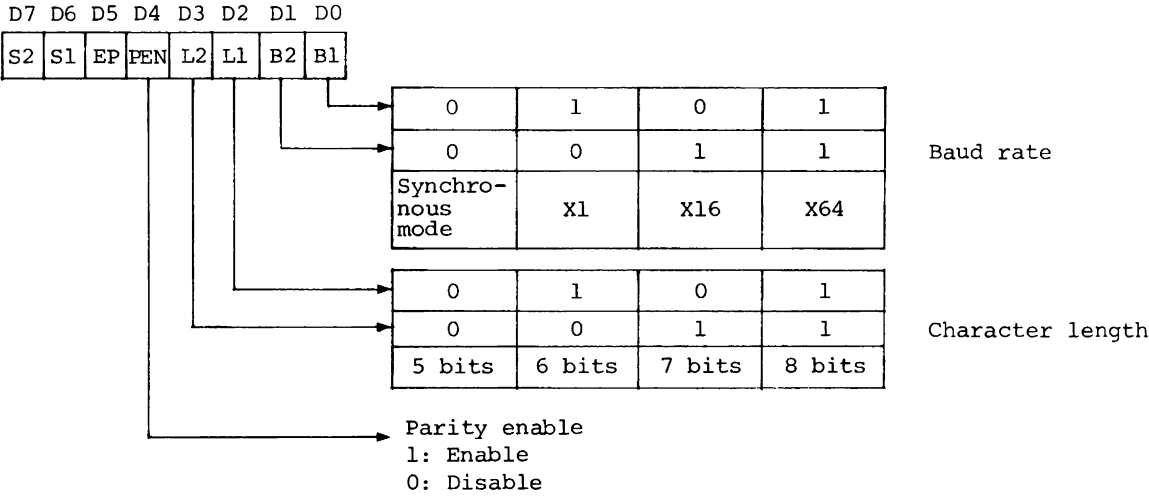 D7 D6 D5 D4 D3 D2 D1 D0
S2 S1 EP PEN L2 L1 B2 B1
0 1 0 1
0 0 1 1
Baud rate
Synchro-
nous
mode
X1 X16 X64
0 1 0 1
0 0 1 1
Character length
5 bits 6 bits 7 bits 8 bits
Parity enable
1: Enable
0: Disable